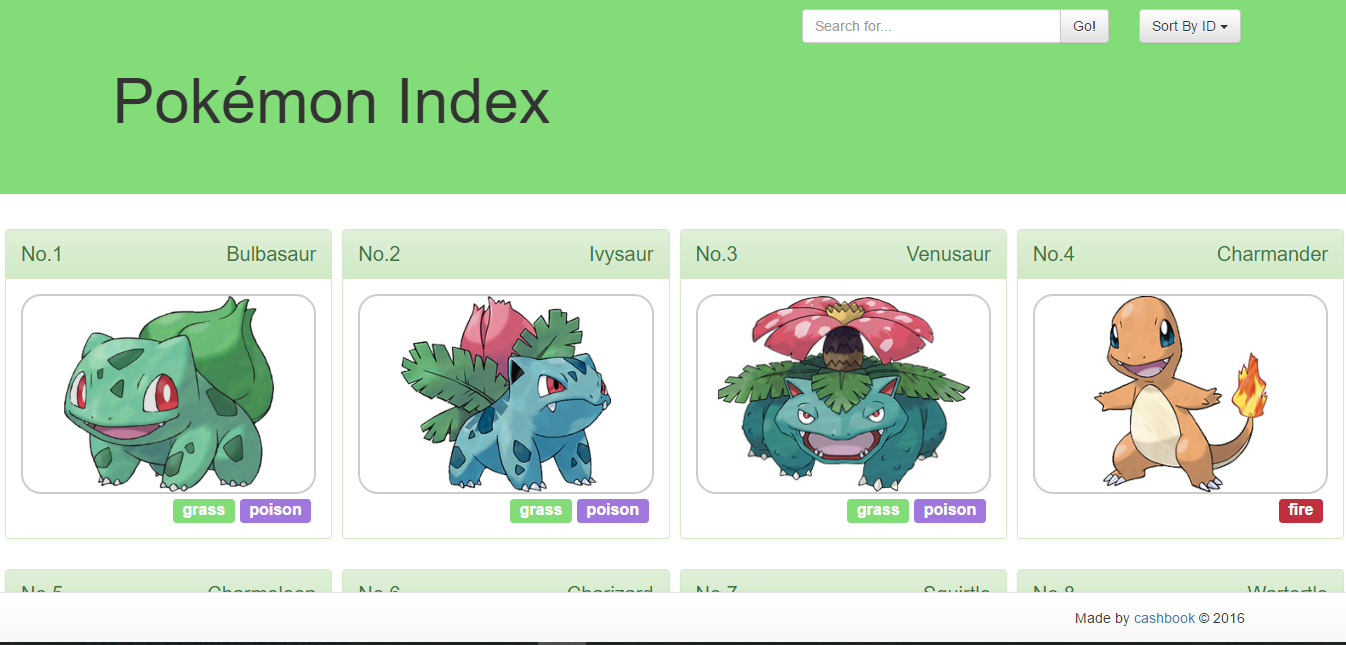 Search for... Go! Sort By ID
Pokémon Index
No.1 Bulbasaur No.2 Ivysaur No.3 Venusaur No.4 Charmander
grass poison grass poison grass poison fire
No.5 Charmeleon No.6 Charizard No.7 Squirtle No.8 Wartortle
Made by cashbook © 2016